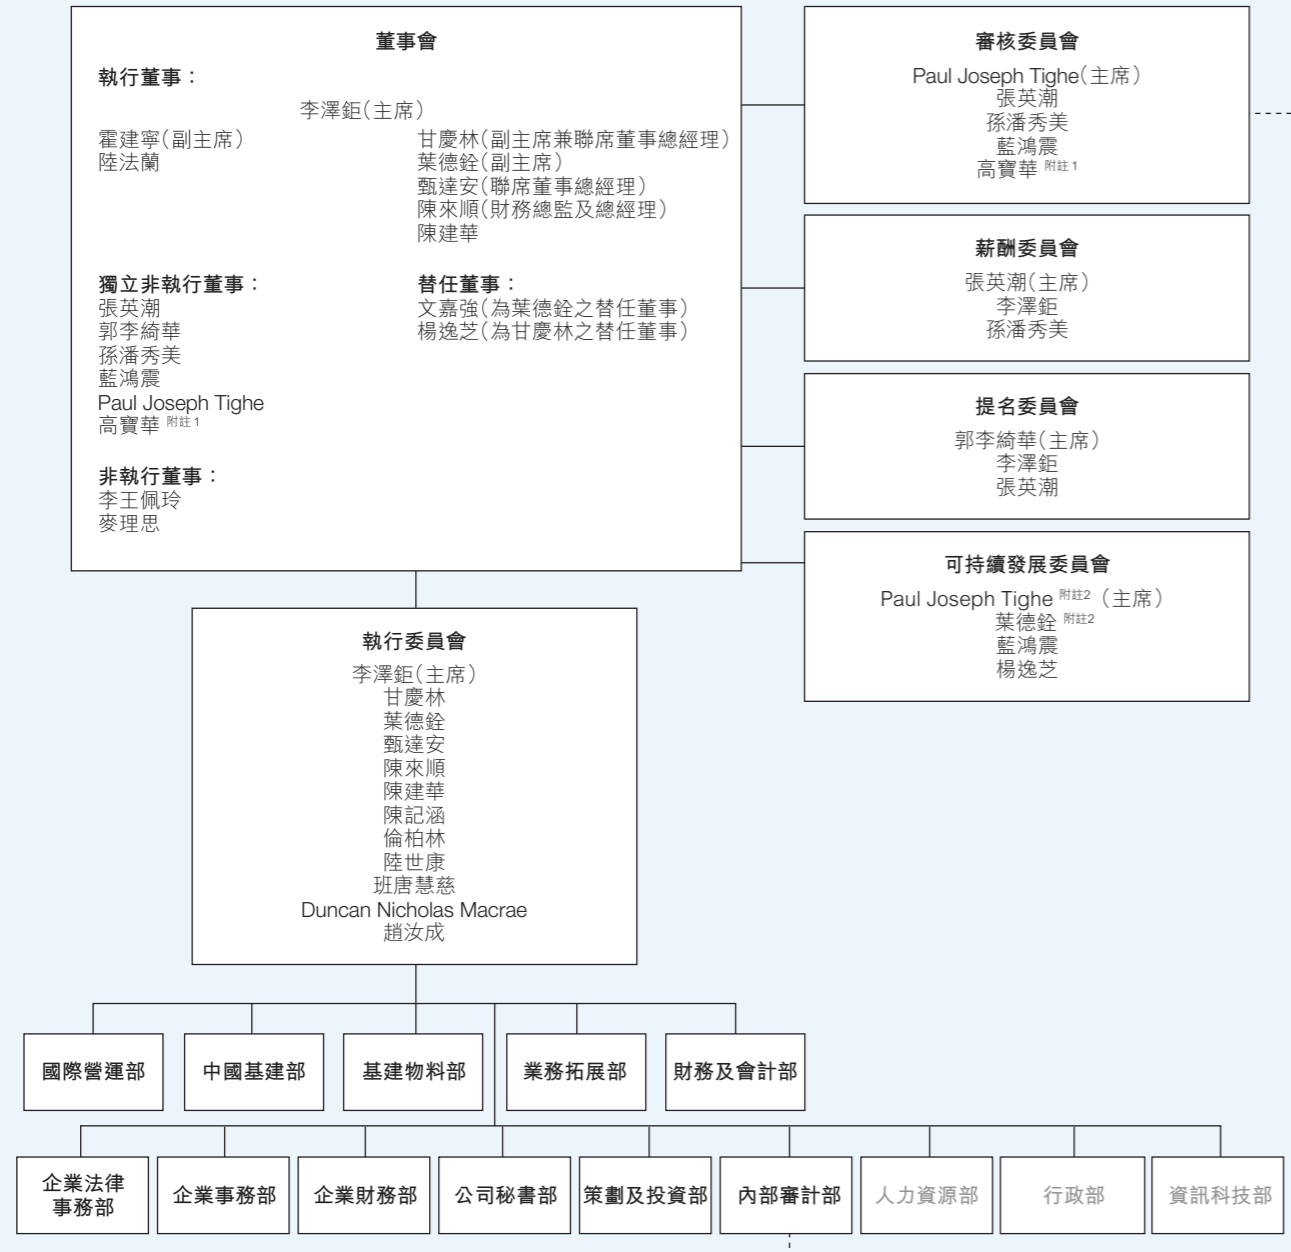 董事會
執行董事：
李澤鉅(主席)
霍建寧(副主席)
陸法蘭
甘慶林(副主席兼聯席董事總經理)
葉德銓(副主席)
甄達安(聯席董事總經理)
陳來順(財務總監及總經理)
陳建華
獨立非執行董事：
張英潮
郭李綺華
孫潘秀美
藍鴻震
Paul Joseph Tighe
高寶華 附註1
替任董事：
文嘉強(為葉德銓之替任董事)
楊逸芝(為甘慶林之替任董事)
非執行董事：
李王佩玲
麥理思
審核委員會
Paul Joseph Tighe(主席)
張英潮
孫潘秀美
藍鴻震
高寶華 附註1
薪酬委員會
張英潮(主席)
李澤鉅
孫潘秀美
提名委員會
郭李綺華(主席)
李澤鉅
張英潮
可持續發展委員會
Paul Joseph Tighe 附註2（主席）
葉德銓 附註2
藍鴻震
楊逸芝
執行委員會
李澤鉅(主席)
甘慶林
葉德銓
甄達安
陳來順
陳建華
陳記涵
倫柏林
陸世康
班唐慧慈
Duncan Nicholas Macrae
趙汝成
國際營運部
中國基建部
基建物料部
業務拓展部
財務及會計部
企業法律
事務部
企業事務部
企業財務部
公司秘書部
策劃及投資部
內部審計部
人力資源部
行政部
資訊科技部